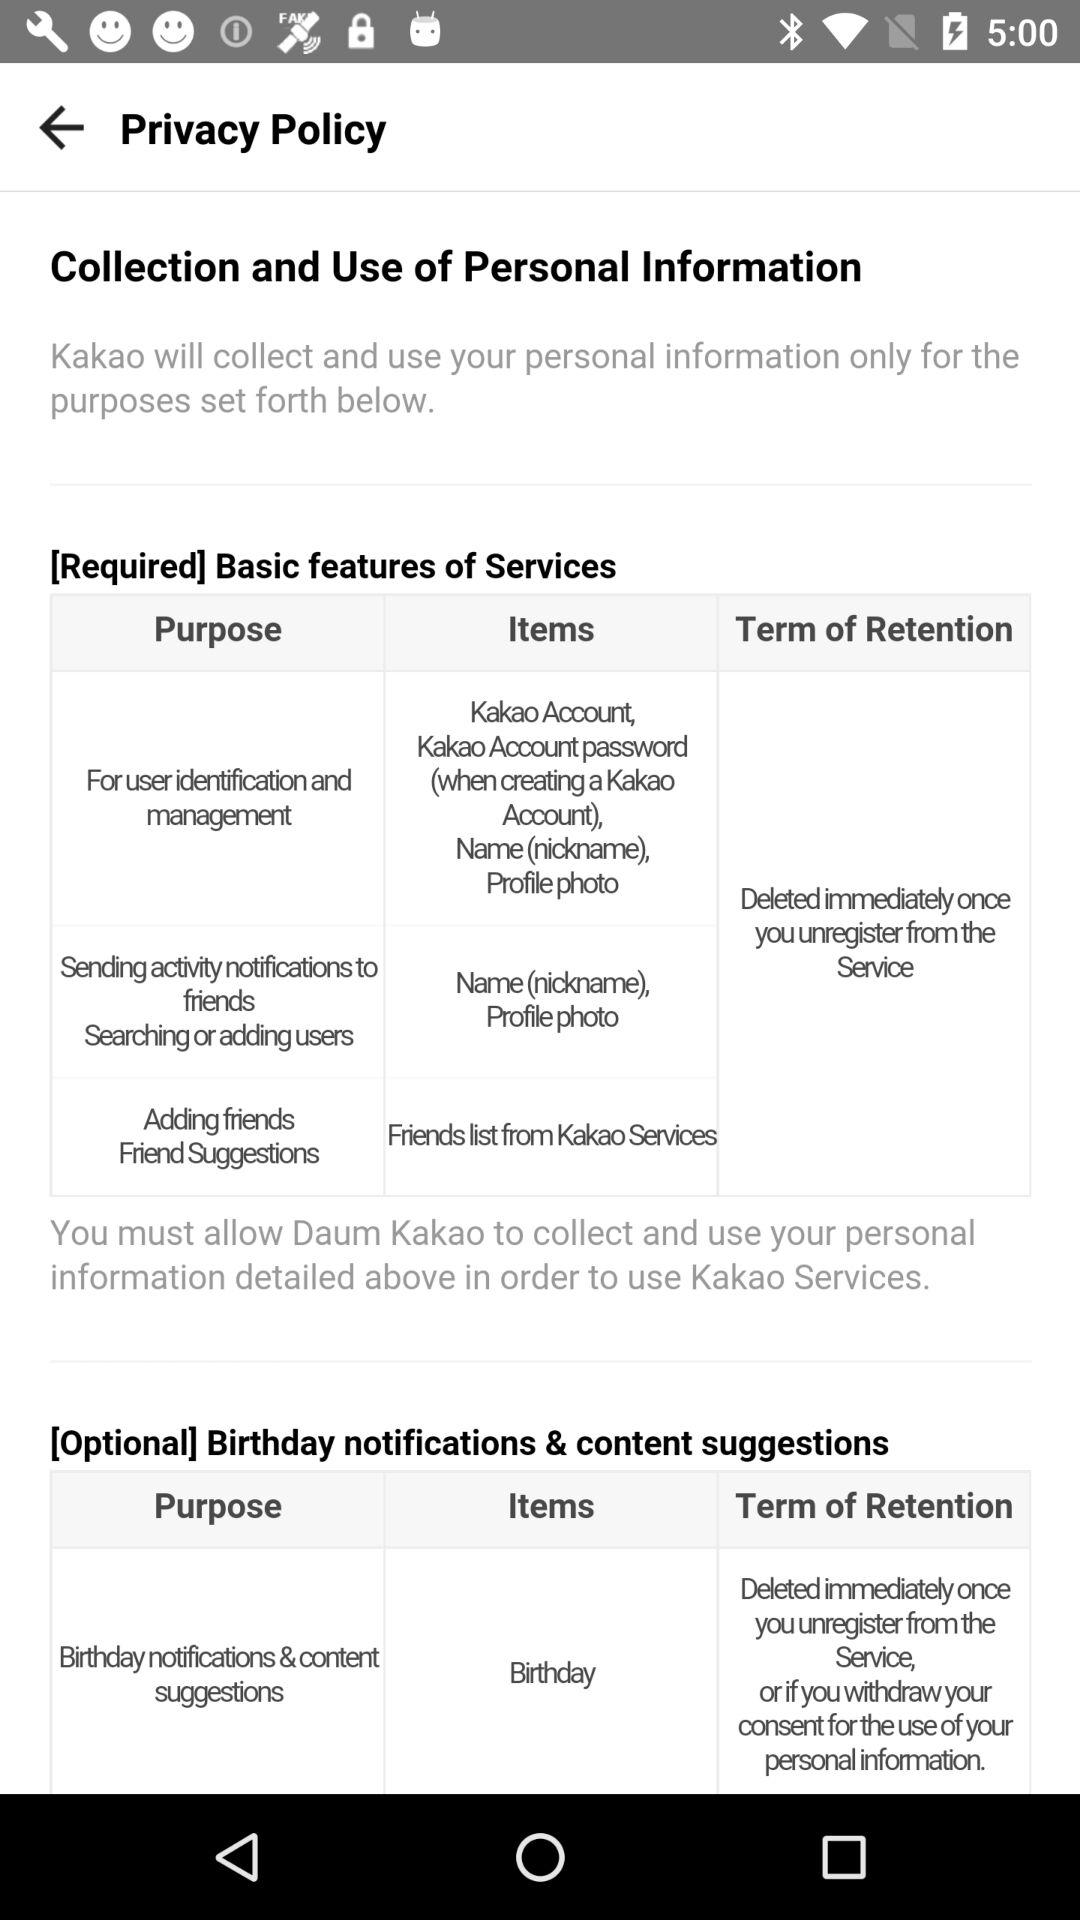 FAKE
5:00
Privacy Policy
Collection and Use of Personal Information
Kakao will collect and use your personal information only for the
purposes set forth below.
[Required] Basic features of Services
Purpose
Items
Term of Retention
For user identification and
management
Kakao Account,
Kakao Account password
(when creating a Kakao
Account),
Name (nickname),
Profile photo
Deleted immediately once
you unregister from the
Service
Sending activity notifications to
friends
Searching or adding users
Name (nickname),
Profile photo
Adding friends
Friend Suggestions
Friends list from Kakao Services
You must allow Daum Kakao to collect and use your personal
information detailed above in order to use Kakao Services.
[Optional] Birthday notifications & content suggestions
Purpose
Items
Term of Retention
Birthday notifications & content
suggestions
Birthday
Deleted immediately once
you unregister from the
Service,
or if you withdraw your
consent for the use of your
personal information.